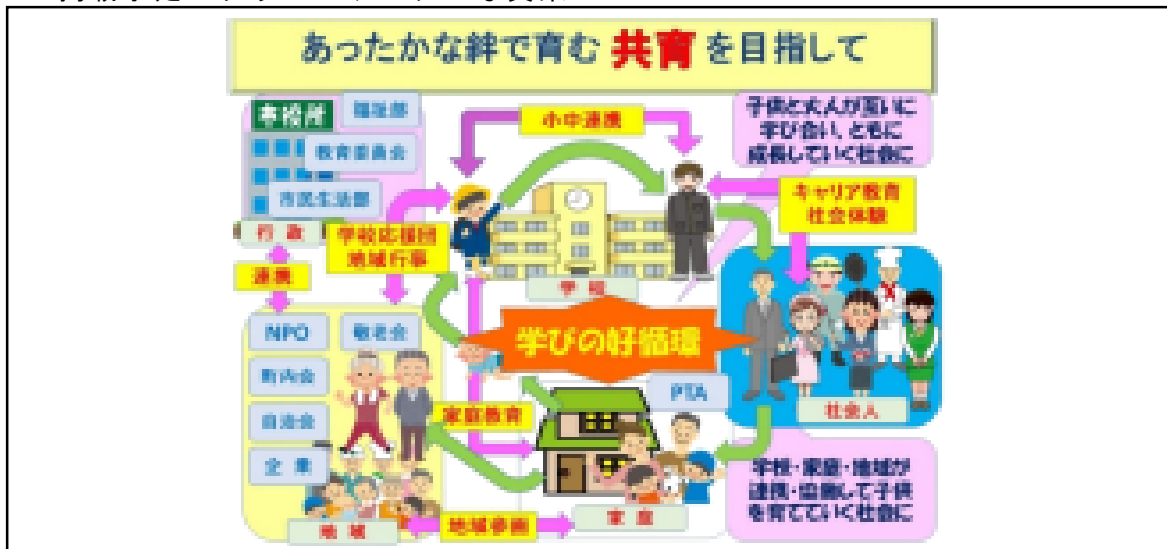 あったかな絆で育む 共育 を目指して
市役所
福祉部
教育委員会
市民生活部
行 政
連携
小中連携
子供と大人が互いに
学び合い、ともに
成長していく社会に
キャリア教育
社会体験
学校応援団
地域行事
学 校
NPO
敬老会
町内会
自治会
企 業
学びの好循環
PTA
社会人
家庭教育
地 域
地域参画
家 庭
学校・家庭・地域が
連携・協働して子供
を育てていく社会に